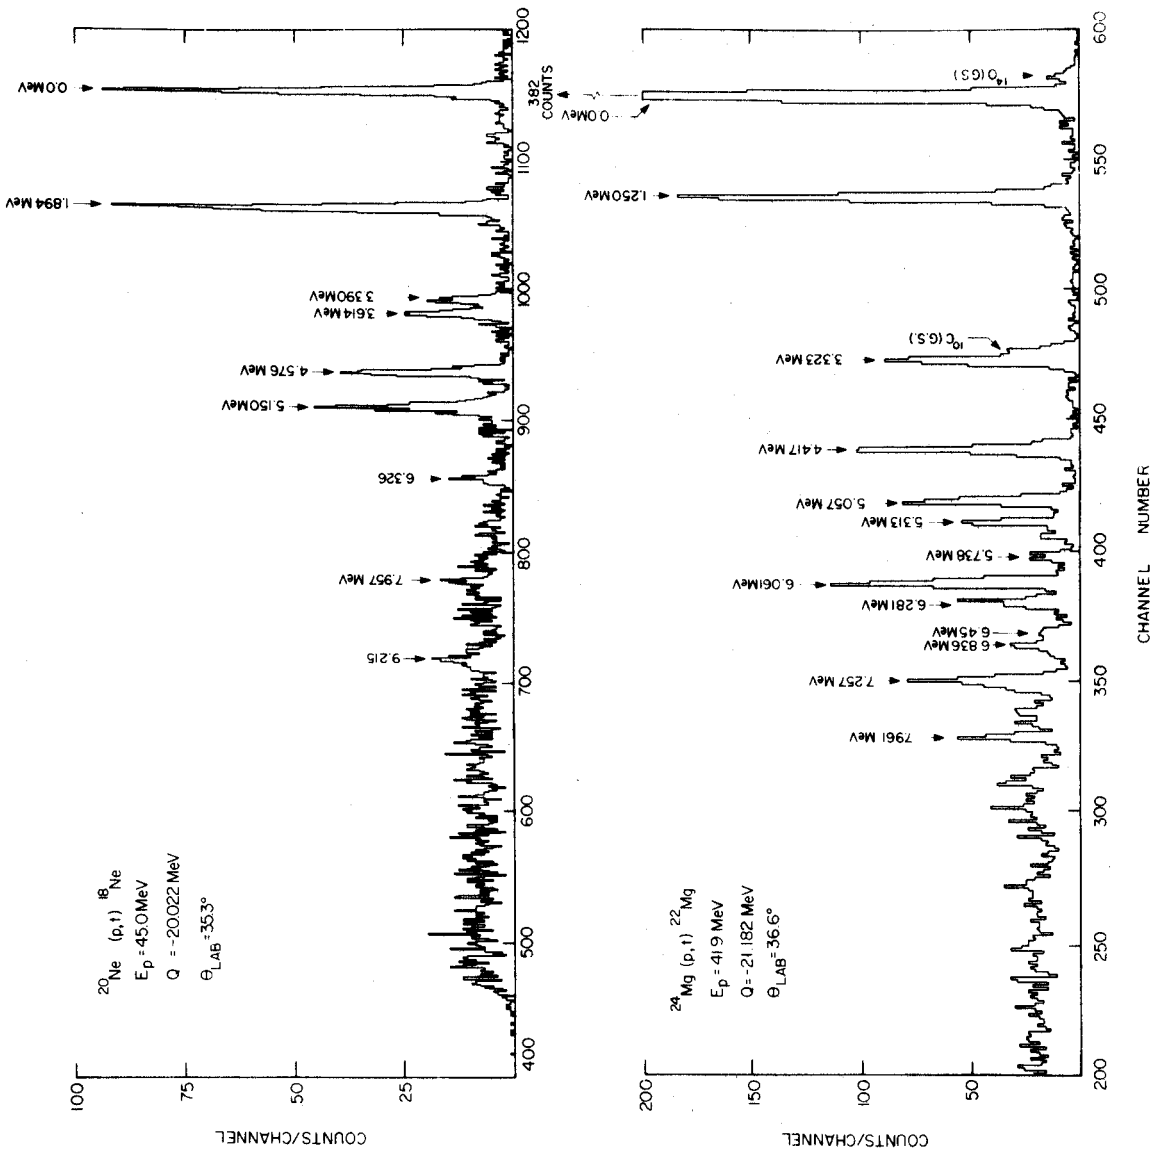 100
50
25
COUNTS/CHANNEL
400
500
600
700
800
900
1000
1100
1200
20Ne (p,t) 18Ne
Ep = 45.0 MeV
Q = -20.022 MeV
θLAB = 35.3°
9.215
7.957 MeV
6.326
5.150 MeV
4.576 MeV
3.614 MeV
3.390 MeV
1.894 MeV
0.0 MeV
200
150
100
50
COUNTS/CHANNEL
200
250
300
350
400
450
500
550
600
CHANNEL NUMBER
24Mg (p,t) 22Mg
Ep = 41.9 MeV
Q = -21.182 MeV
θLAB = 36.6°
7.961 MeV
7.257 MeV
6.836 MeV
6.45 MeV
6.281 MeV
6.061 MeV
5.738 MeV
5.313 MeV
5.057 MeV
4.417 MeV
3.323 MeV
10C (G.S.)
1.250 MeV
0.0 MeV
382
COUNTS
14O (G.S.)